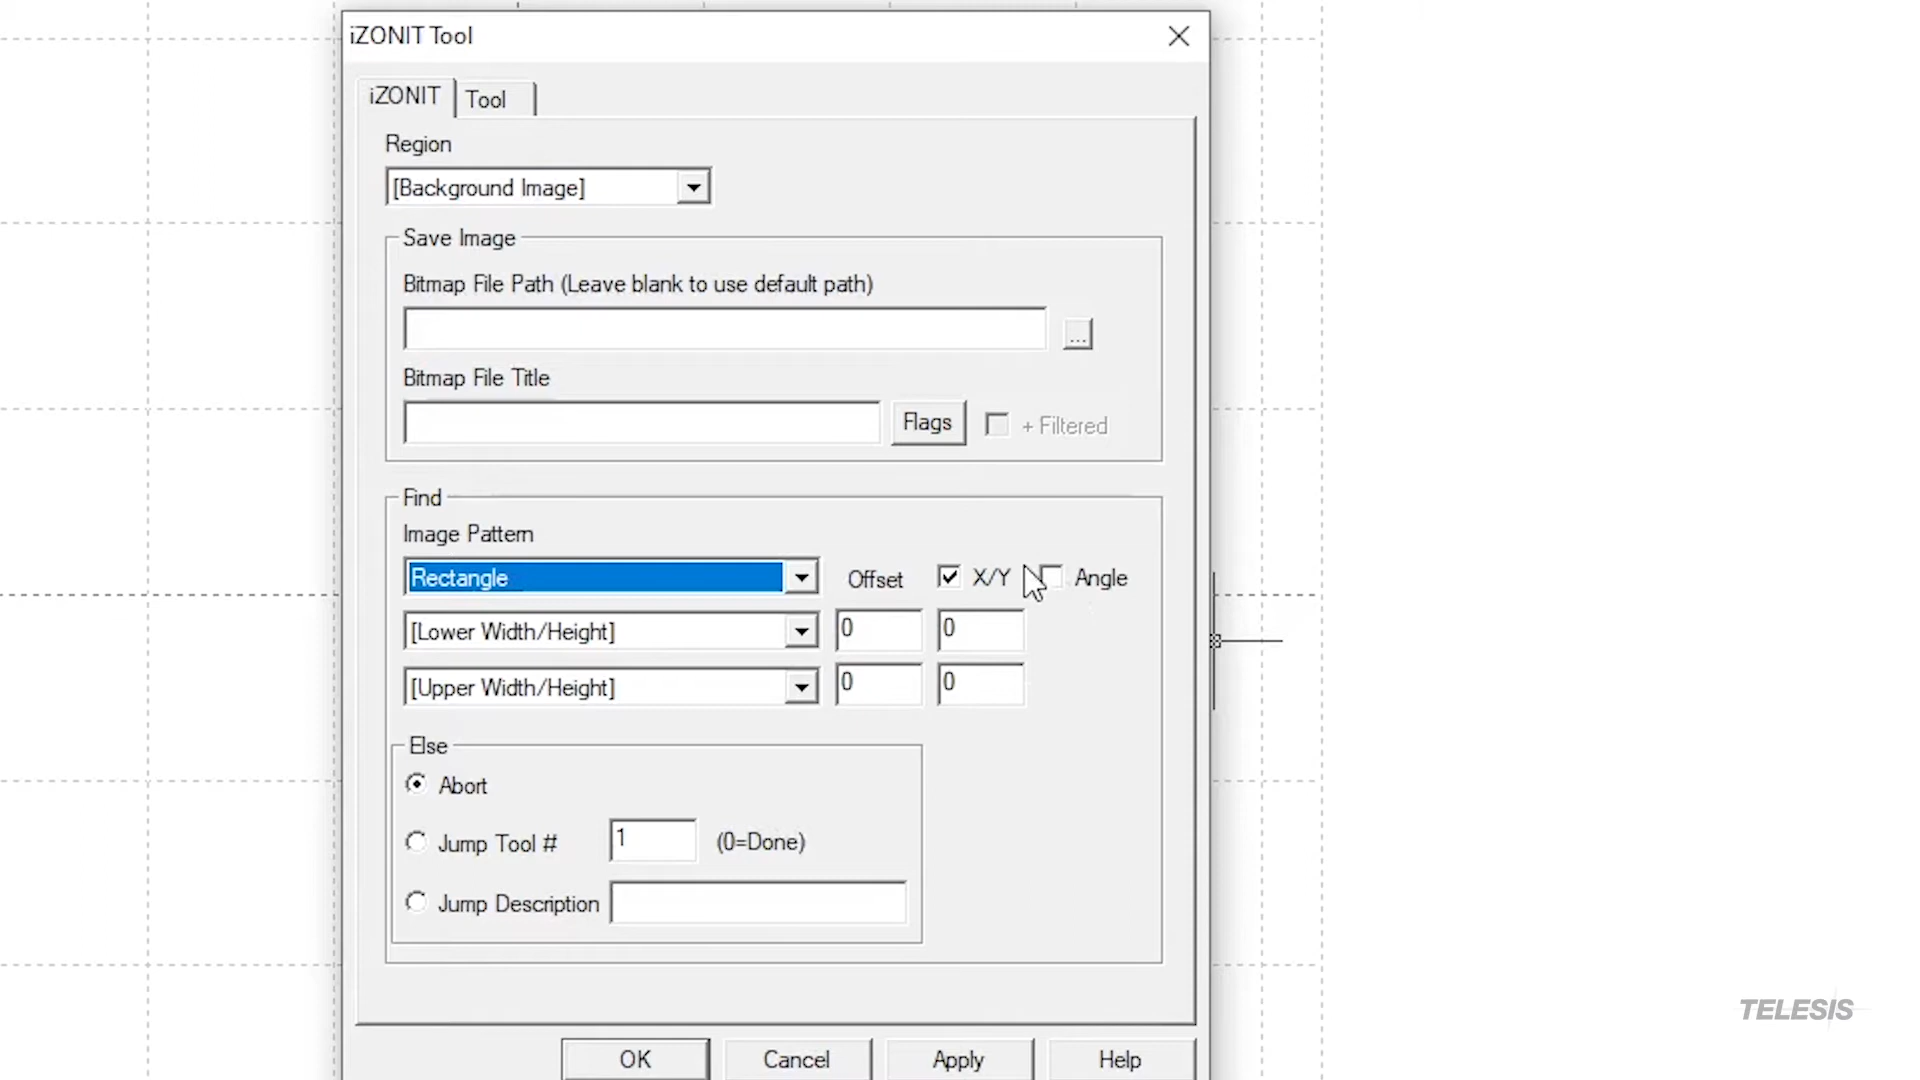 iZONIT Tool
iZONIT
Tool
Region
[Background Image]
Save Image
Bitmap File Path (Leave blank to use default path)
...
Bitmap File Title
Flags
+ Filtered
Find
Image Pattern
Rectangle
Offset
X/Y
Angle
[Lower Width/Height]
0
0
[Upper Width/Height]
0
0
Else
Abort
Jump Tool #
1
(0=Done)
Jump Description
OK
Cancel
Apply
Help
TELESIS